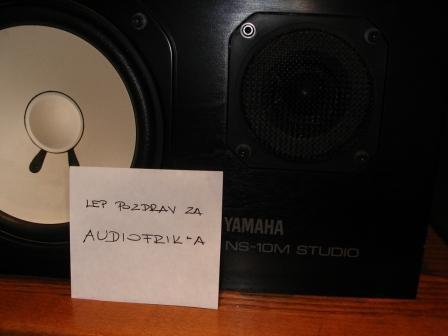 LEP POZDRAV ZA
AUDIOFRIK-A
YAMAHA
NS-10M STUDIO